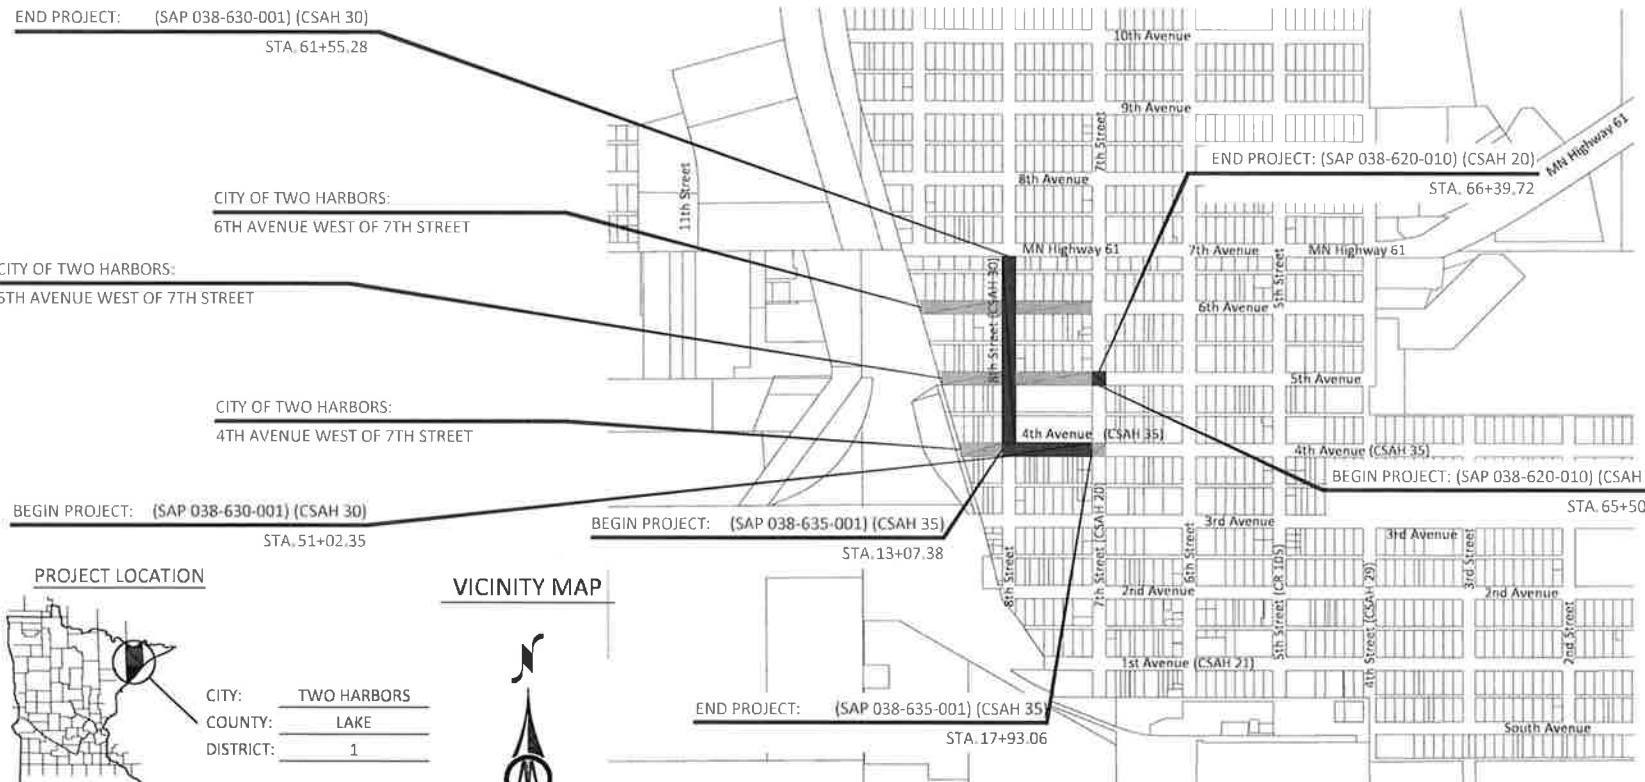 END PROJECT: (SAP 038-630-001) (CSAH 30)
STA. 61+55.28
10th Avenue
9th Avenue
7th Street
MN Highway 61
END PROJECT: (SAP 038-620-010) (CSAH 20)
STA. 66+39.72
8th Avenue
11th Street
CITY OF TWO HARBORS:
6TH AVENUE WEST OF 7TH STREET
MN Highway 61
7th Avenue
MN Highway 61
5th Street
CITY OF TWO HARBORS:
5TH AVENUE WEST OF 7TH STREET
8th Street (CSAH 30)
6th Avenue
5th Avenue
CITY OF TWO HARBORS:
4TH AVENUE WEST OF 7TH STREET
4th Avenue (CSAH 35)
4th Avenue (CSAH 35)
BEGIN PROJECT: (SAP 038-620-010) (CSAH
STA. 65+50
BEGIN PROJECT: (SAP 038-630-001) (CSAH 30)
STA. 51+02.35
BEGIN PROJECT: (SAP 038-635-001) (CSAH 35)
STA. 13+07.38
7th Street (CSAH 20)
3rd Avenue
6th Street
3rd Avenue
3rd Street
8th Street
2nd Avenue
5th Street (CR 105)
4th Street (CSAH 29)
2nd Avenue
2nd Street
1st Avenue (CSAH 21)
South Avenue
PROJECT LOCATION
VICINITY MAP
N
CITY: TWO HARBORS
COUNTY: LAKE
DISTRICT: 1
END PROJECT: (SAP 038-635-001) (CSAH 35)
STA. 17+93.06